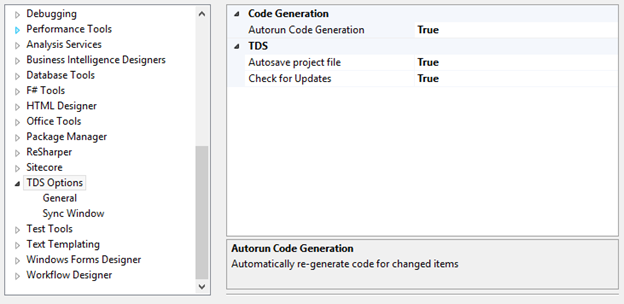 Debugging
Performance Tools
Analysis Services
Business Intelligence Designers
Database Tools
F# Tools
HTML Designer
Office Tools
Package Manager
ReSharper
Sitecore
TDS Options
General
Sync Window
Test Tools
Text Templating
Windows Forms Designer
Workflow Designer
Code Generation
Autorun Code Generation True
TDS
Autosave project file True
Check for Updates True
Autorun Code Generation
Automatically re-generate code for changed items